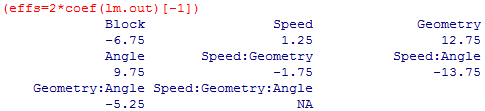 (effs=2*coef(lm.out)[-1])
Block Speed Geometry
-6.75 1.25 12.75
Angle Speed:Geometry Speed:Angle
9.75 -1.75 -13.75
Geometry:Angle Speed:Geometry:Angle
-5.25 NA